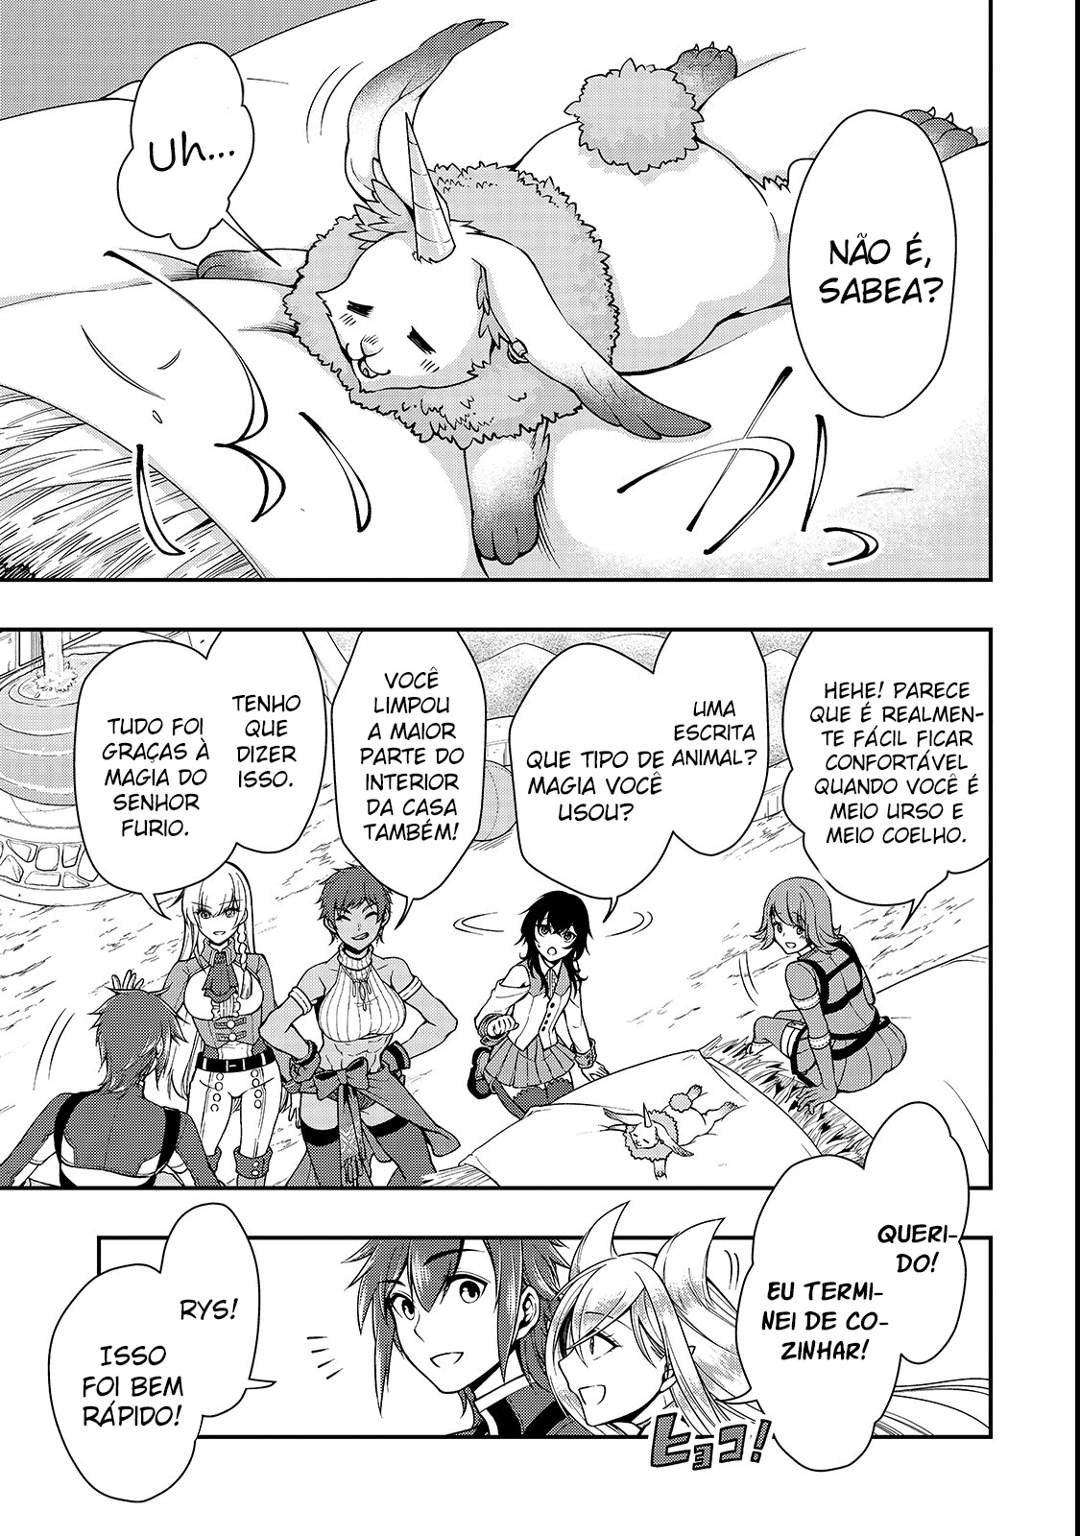 NÃO É,
SABEA?
Uh...
HEHE! PARECE
QUE É REALMEN-
TE FÁCIL FICAR
CONFORTÁVEL
QUANDO VOCÊ É
MEIO URSO E
MEIO COELHO.
UMA
ESCRITA
ANIMAL?
QUE TIPO DE
MAGIA VOCÊ
USOU?
VOCÊ
LIMPOU
A MAIOR
PARTE DO
INTERIOR
DA CASA
TAMBÉM!
TENHO
QUE
DIZER
ISSO.
TUDO FOI
GRAÇAS À
MAGIA DO
SENHOR
FURIO.
QUERI-
DO!
EU TERMI-
NEI DE CO-
ZINHAR!
ヒョコ!
RYS!
ISSO
FOI BEM
RÁPIDO!